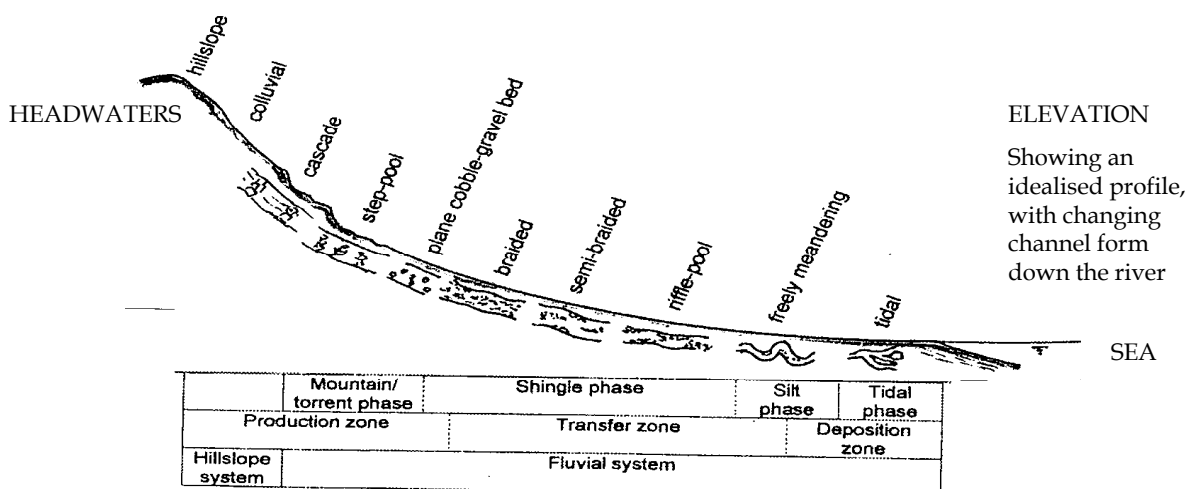 HEADWATERS
hillslope
colluvial
cascade
step-pool
plane cobble-gravel bed
braided
semi-braided
riffle-pool
freely meandering
tidal
ELEVATION
Showing an
idealised profile,
with changing
channel form
down the river
SEA
Mountain/
torrent phase
Shingle phase
Silt
phase
Tidal
phase
Production zone
Transfer zone
Deposition
zone
Hillslope
system
Fluvial system